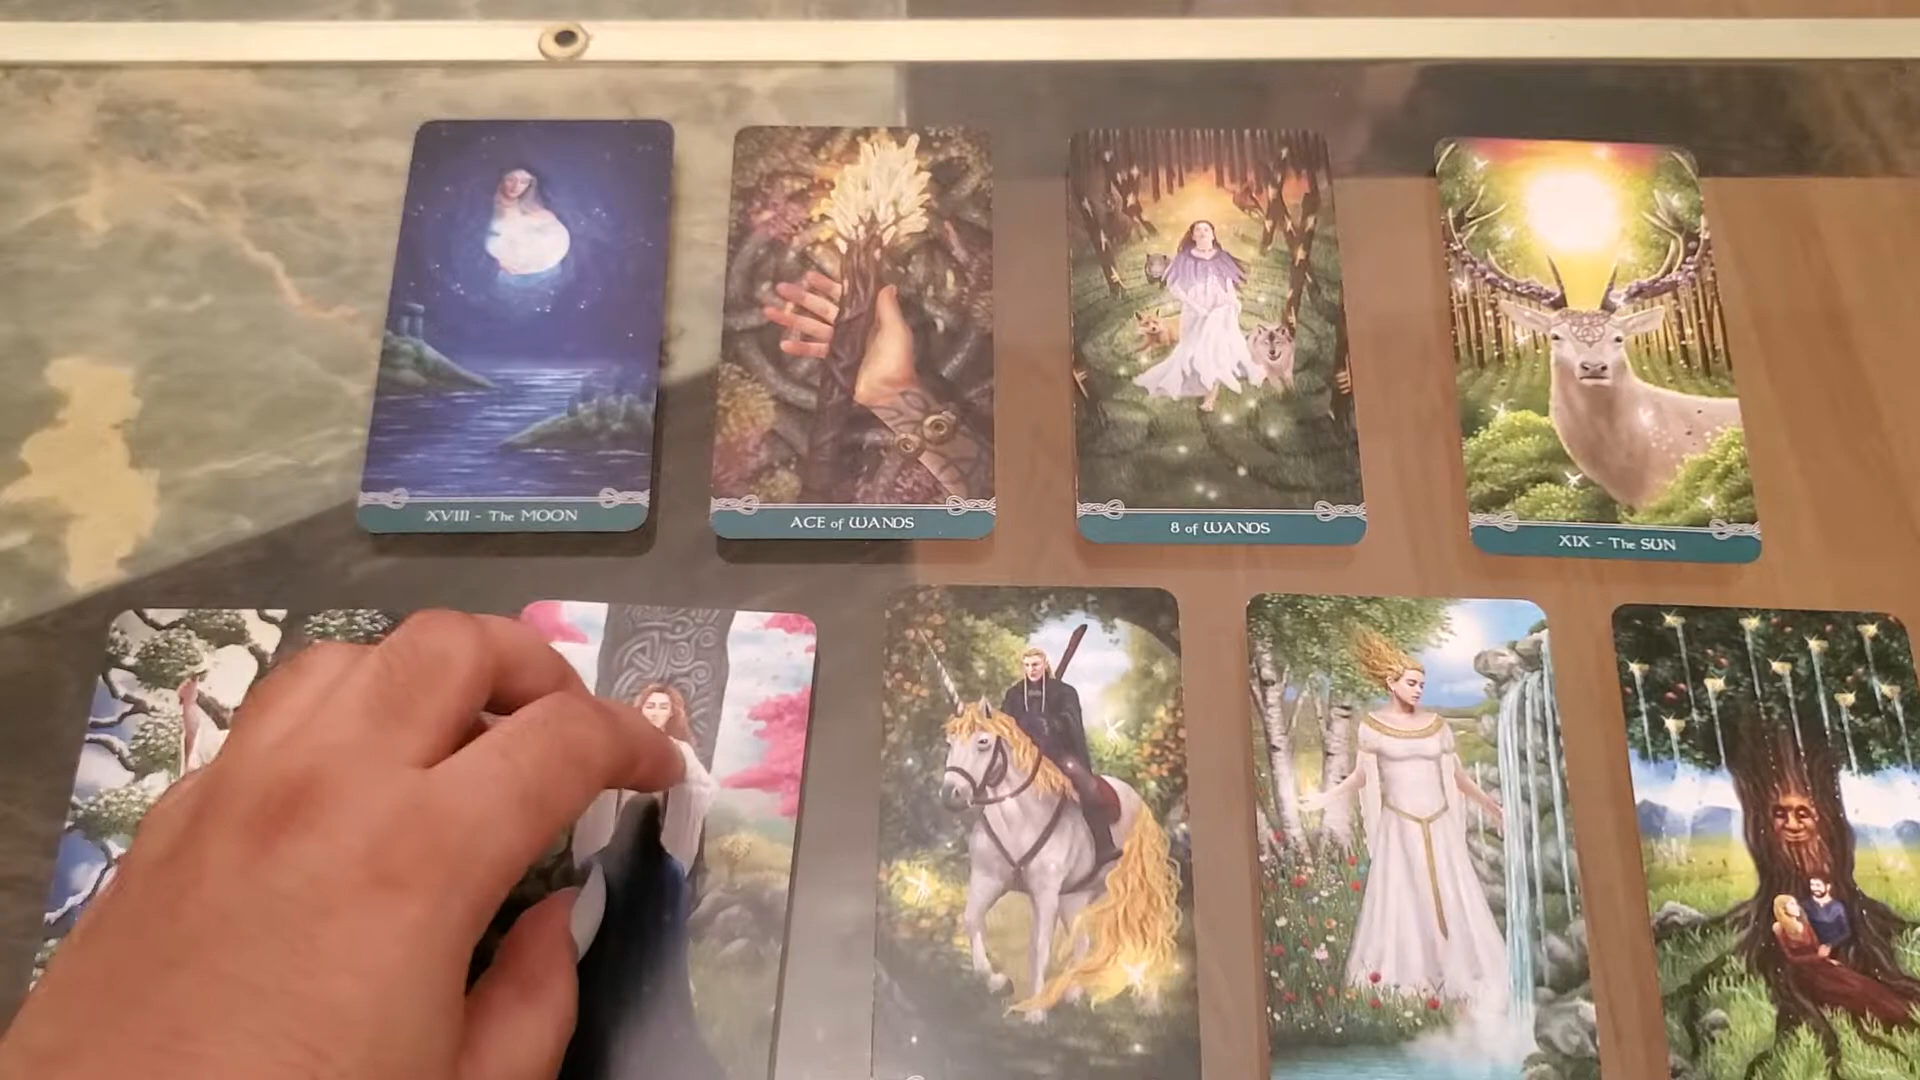 XVIII - The MOON
ACE of WANDS
8 of WANDS
XIX - The SUN